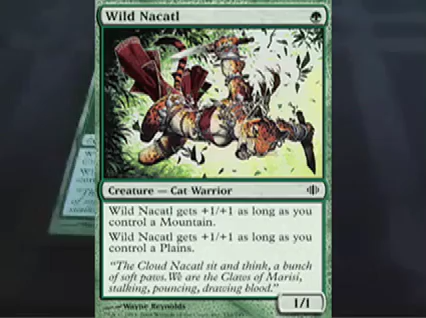 Wild Nacatl
Creature — Cat Warrior
Wild Nacatl gets +1/+1 as long as you
control a Mountain.
Wild Nacatl gets +1/+1 as long as you
control a Plains.
"The Cloud Nacatl sit and think, a bunch
of soft paws. We are the Claws of Marisi,
stalking, pouncing, drawing blood."
Wayne Reynolds
1/1